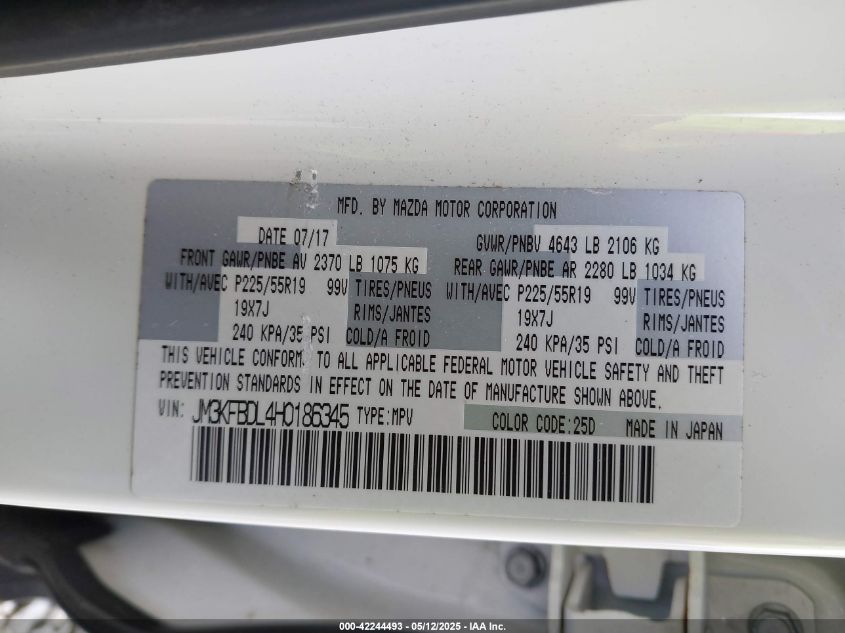 MFD. BY MAZDA MOTOR CORPORATION
DATE 07/17 GVWR/PNBV 4643 LB 2106 KG
FRONT GAWR/PNBE AV 2370 LB 1075 KG REAR GAWR/PNBE AR 2280 LB 1034 KG
WITH/AVEC P225/55R19 99V TIRES/PNEUS WITH/AVEC P225/55R19 99V TIRES/PNEUS
19X7J RIMS/JANTES 19X7J RIMS/JANTES
240 KPA/35 PSI COLD/A FROID 240 KPA/35 PSI COLD/A FROID
THIS VEHICLE CONFORM. TO ALL APPLICABLE FEDERAL MOTOR VEHICLE SAFETY AND THEFT
PREVENTION STANDARDS IN EFFECT ON THE DATE OF MANUFACTURE SHOWN ABOVE.
VIN: JM3KFBDL4H0186345 TYPE:MPV COLOR CODE:25D MADE IN JAPAN
000-42244493 - 05/12/2025 - IAA Inc.